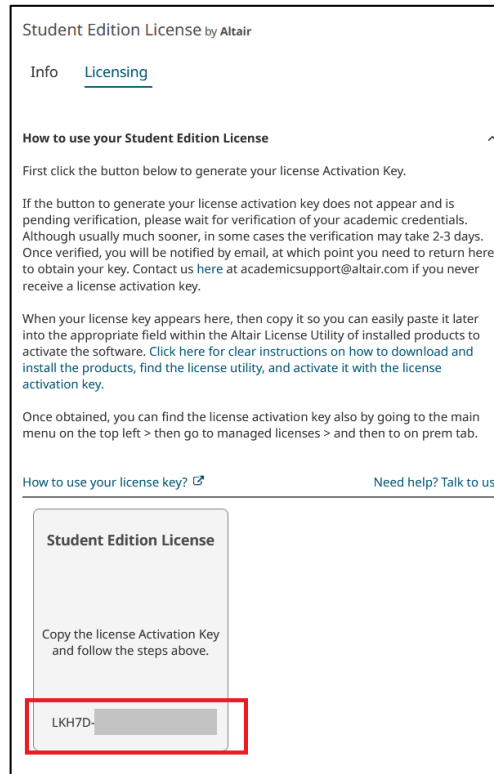 Student Edition License by Altair
Info Licensing
How to use your Student Edition License
First click the button below to generate your license Activation Key.
If the button to generate your license activation key does not appear and is
pending verification, please wait for verification of your academic credentials.
Although usually much sooner, in some cases the verification may take 2-3 days.
Once verified, you will be notified by email, at which point you need to return here
to obtain your key. Contact us here at academicsupport@altair.com if you never
receive a license activation key.
When your license key appears here, then copy it so you can easily paste it later
into the appropriate field within the Altair License Utility of installed products to
activate the software. Click here for clear instructions on how to download and
install the products, find the license utility, and activate it with the license
activation key.
Once obtained, you can find the license activation key also by going to the main
menu on the top left > then go to managed licenses > and then to on prem tab.
How to use your license key? Need help? Talk to us
Student Edition License
Copy the license Activation Key
and follow the steps above.
LKH7D-